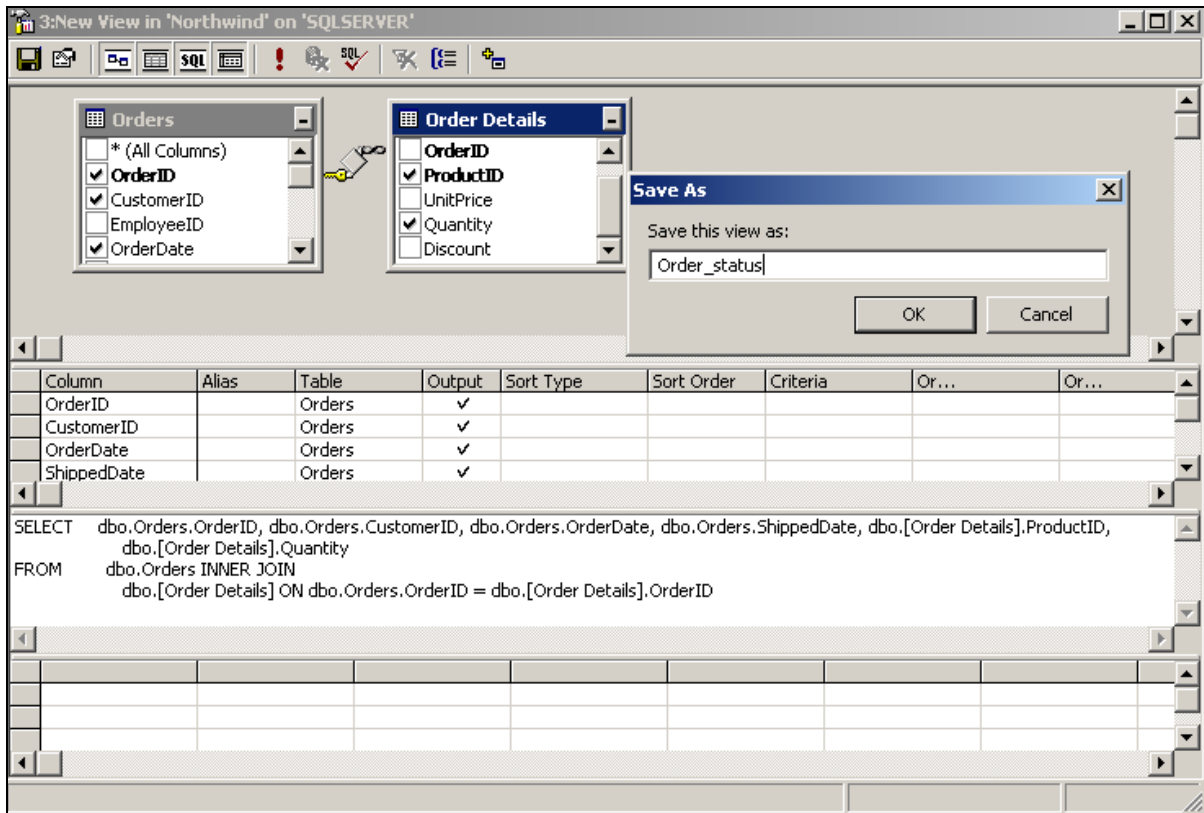 3:New View in 'Northwind' on 'SQLSERVER'
SQL SQL
Orders
* (All Columns)
OrderID
CustomerID
EmployeeID
OrderDate
Order Details
OrderID
ProductID
UnitPrice
Quantity
Discount
Save As
Save this view as:
Order_status
OK Cancel
Column Alias Table Output Sort Type Sort Order Criteria Or... Or...
OrderID Orders
CustomerID Orders
OrderDate Orders
ShippedDate Orders
SELECT dbo.Orders.OrderID, dbo.Orders.CustomerID, dbo.Orders.OrderDate, dbo.Orders.ShippedDate, dbo.[Order Details].ProductID,
dbo.[Order Details].Quantity
FROM dbo.Orders INNER JOIN
dbo.[Order Details] ON dbo.Orders.OrderID = dbo.[Order Details].OrderID